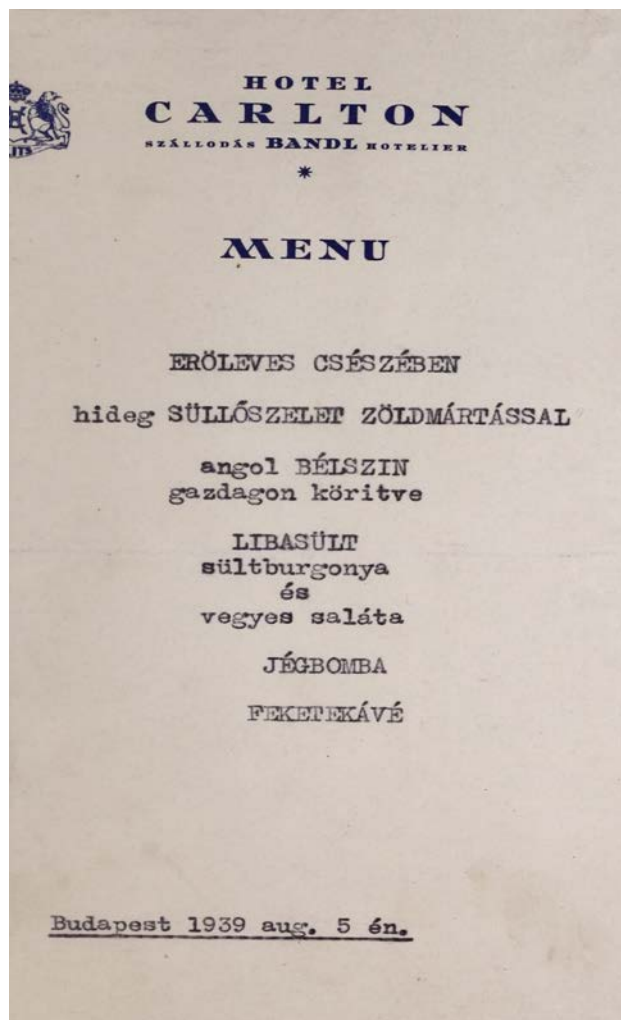 HOTEL
CARLTON
SZÁLLODÁS BANDL HOTELIER
MENU
ERÖLEVES CSÉSZÉBEN
hideg SÜLLŐSZELET ZÖLDMÁRTÁSSAL
angol BÉLSZIN
gazdagon köritve
LIBASÜLT
sültburgonya
és
vegyes saláta
JÉGBOMBA
FEKETEKÁVÉ
Budapest 1939 aug. 5 én.